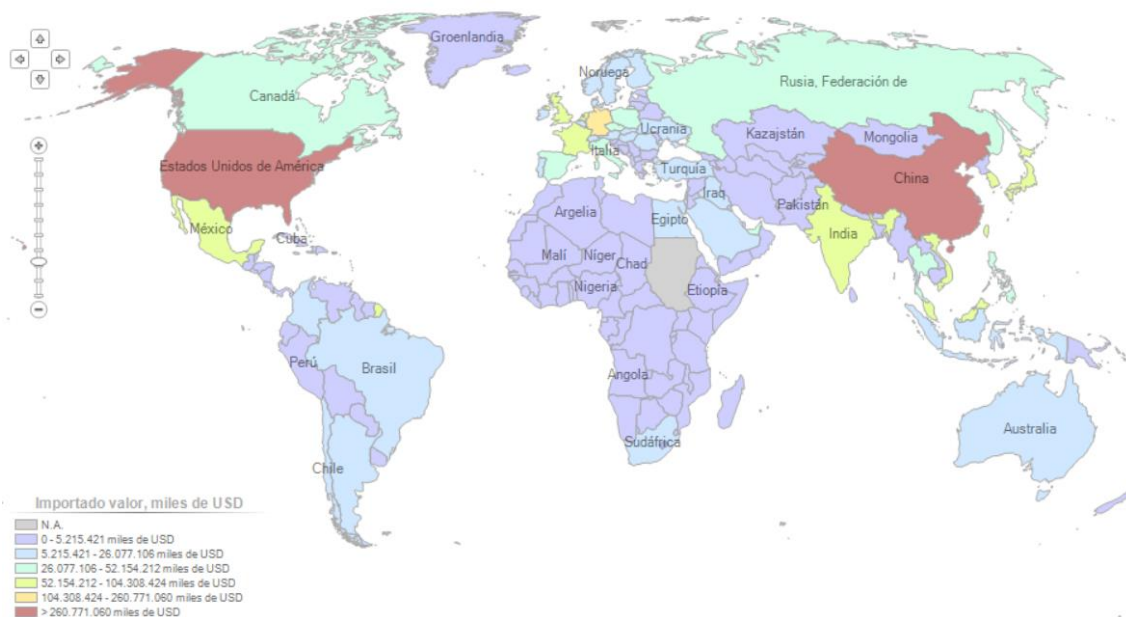 Groenlandia
Noruega
Rusia, Federación de
Canadá
Ucrania
Kazajstán
Mongolia
Italia
Estados Unidos de América
Turquía
China
Iraq
Pakistán
Argelia
Egipto
México
India
Cuba
Malí
Níger
Chad
Nigeria
Etiopía
Perú
Brasil
Angola
Australia
Sudáfrica
Chile
Importado valor, miles de USD
N.A.
0 - 5.215.421 miles de USD
5.215.421 - 26.077.106 miles de USD
26.077.106 - 52.154.212 miles de USD
52.154.212 - 104.308.424 miles de USD
104.308.424 - 260.771.060 miles de USD
> 260.771.060 miles de USD